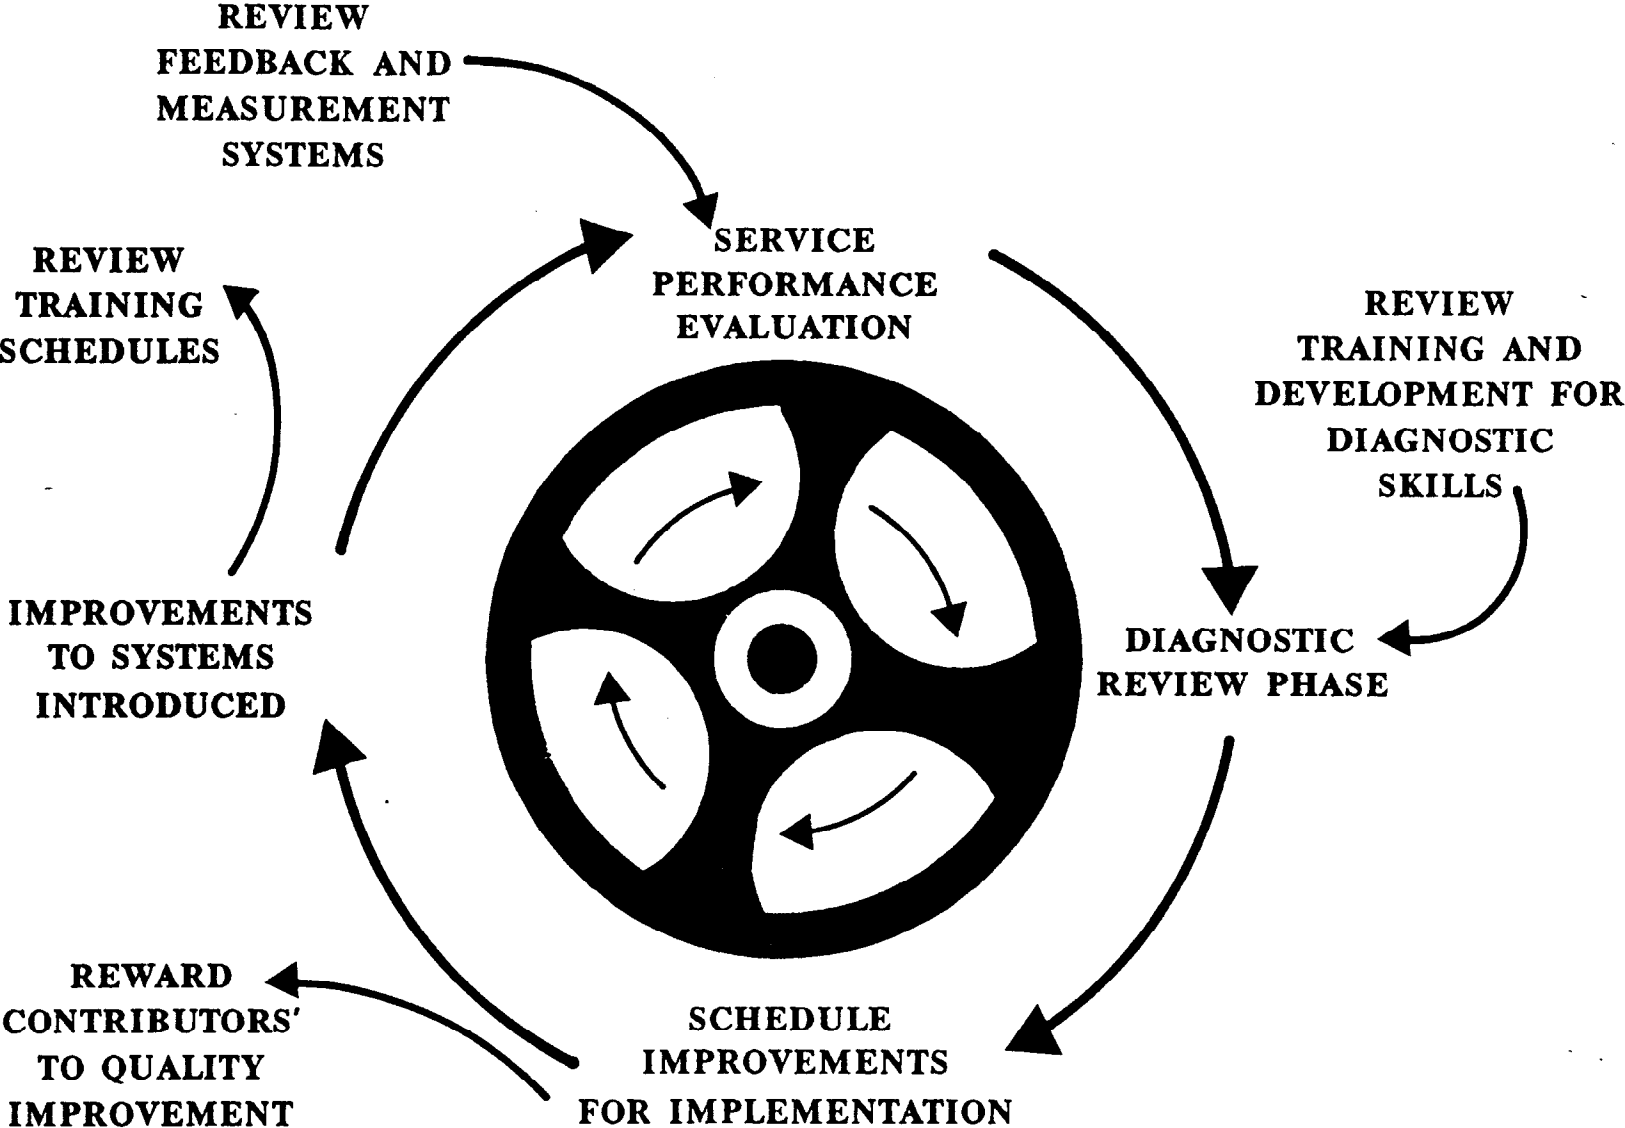 REVIEW
FEEDBACK AND
MEASUREMENT
SYSTEMS
SERVICE
PERFORMANCE
EVALUATION
REVIEW
TRAINING
SCHEDULES
REVIEW
TRAINING AND
DEVELOPMENT FOR
DIAGNOSTIC
SKILLS
IMPROVEMENTS
TO SYSTEMS
INTRODUCED
DIAGNOSTIC
REVIEW PHASE
REWARD
CONTRIBUTORS'
TO QUALITY
IMPROVEMENT
SCHEDULE
IMPROVEMENTS
FOR IMPLEMENTATION